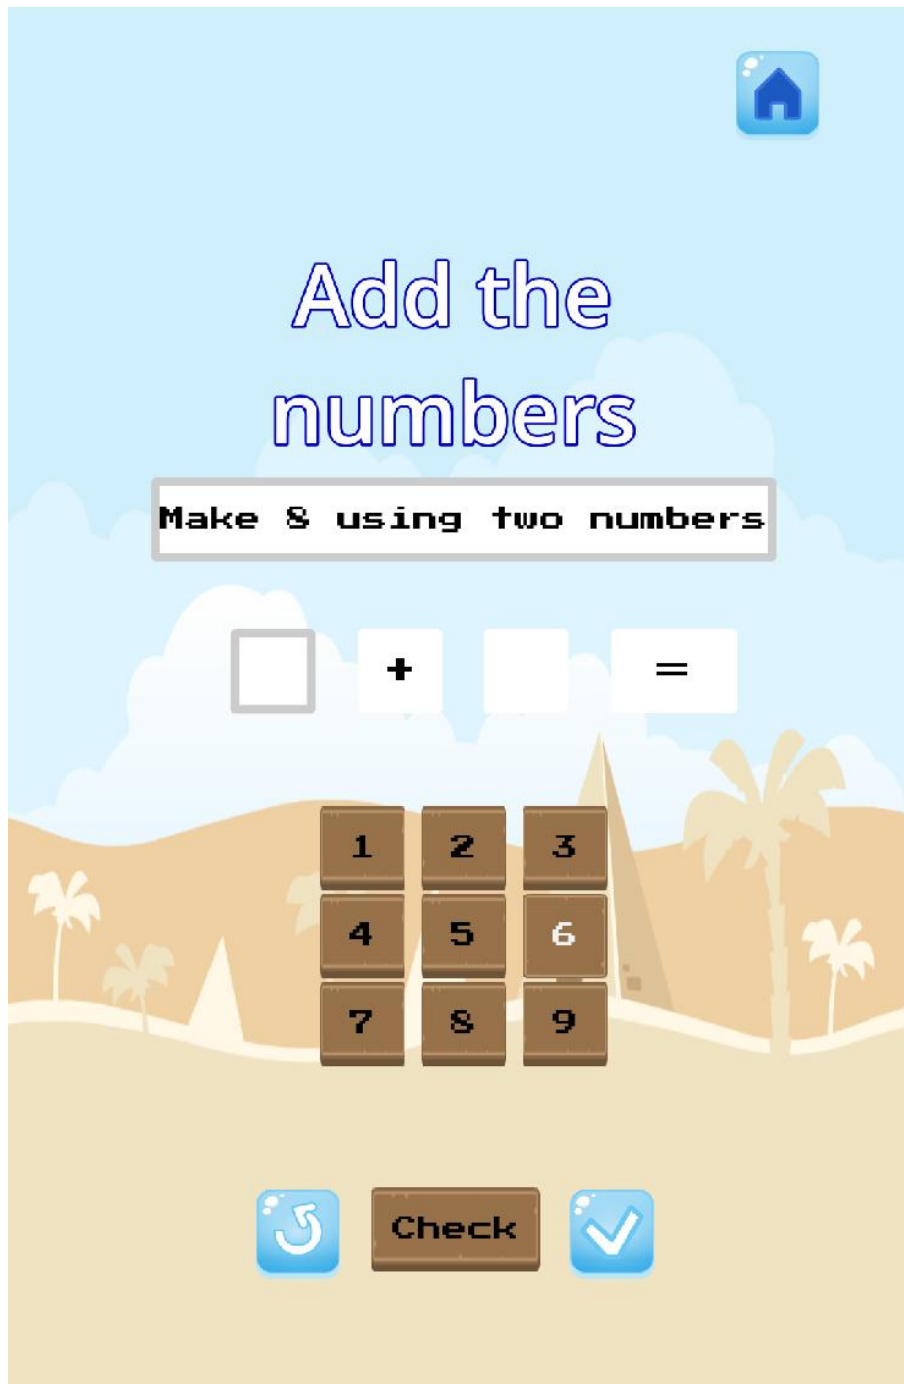 Add the
numbers
Make 8 using two numbers
+ =
1 2 3
4 5 6
7 8 9
Check